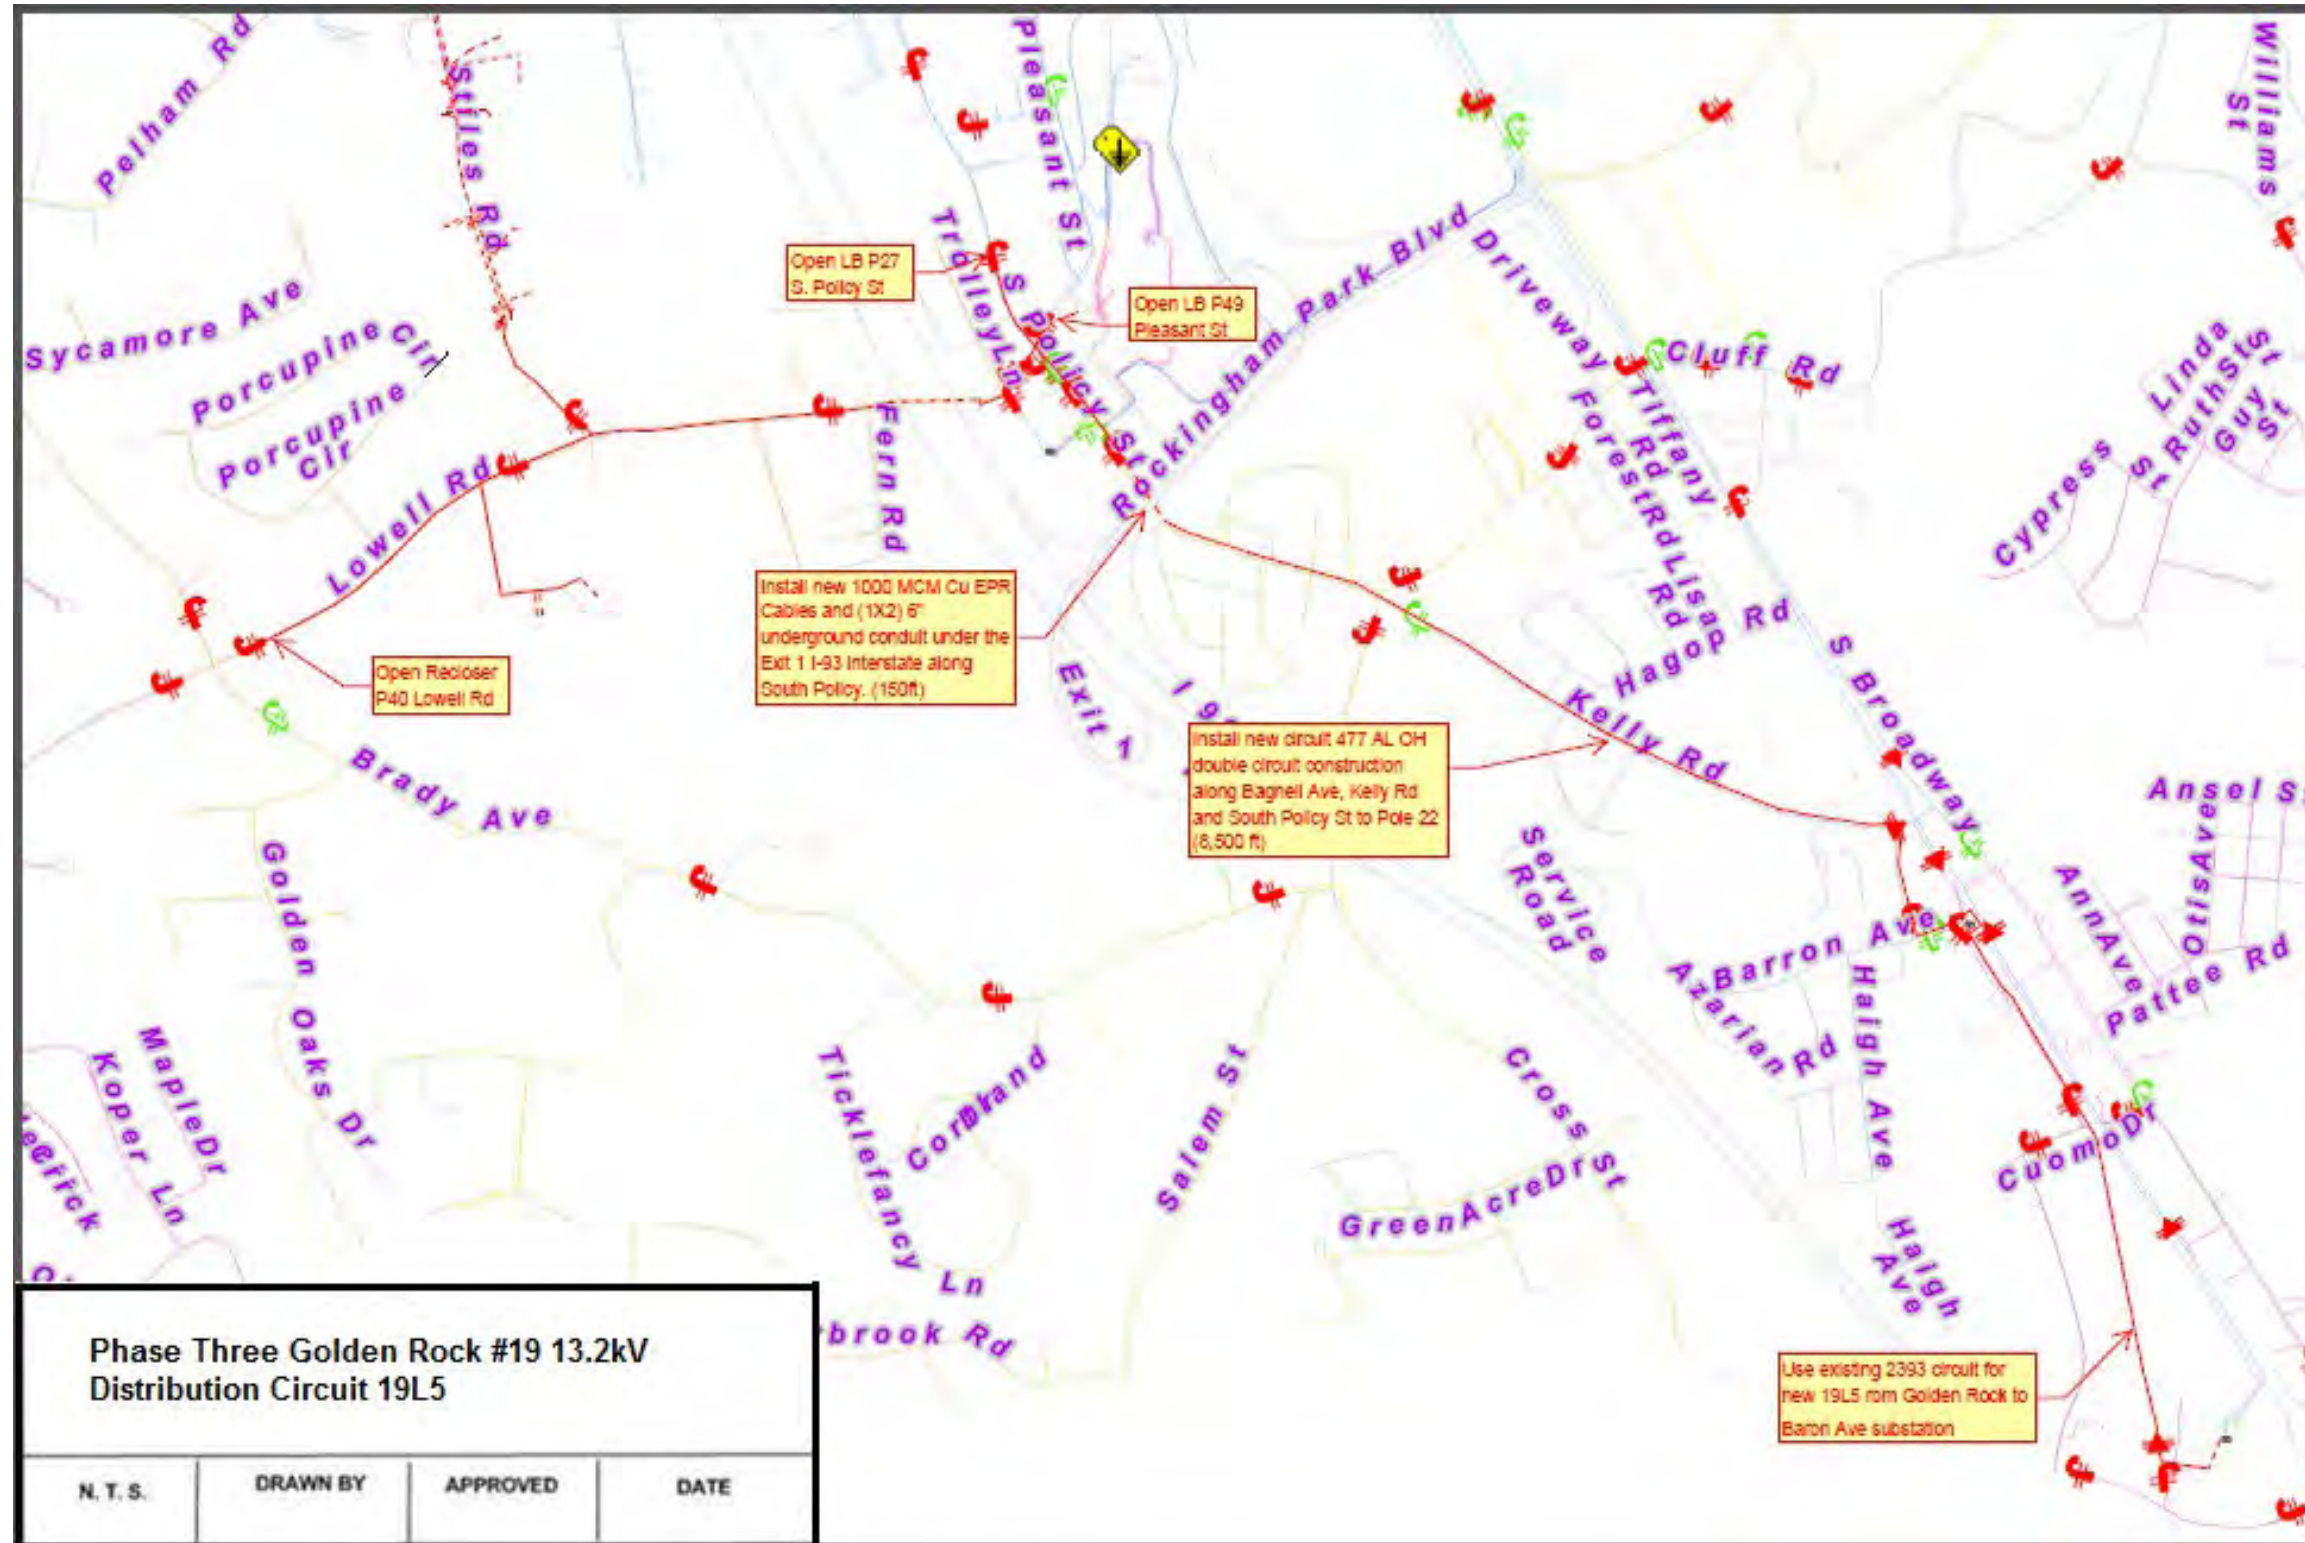 Pelham Rd
Stiles Rd
Pleasant St
Williams St
Trolley Ln
S Policy St
Rockingham Park Blvd
Driveway
Open LB P27
S. Policy St
Open LB P49
Pleasant St
Sycamore Ave
Porcupine Cir
Porcupine
Cir
Cluff Rd
Tiffany
Rd
Forest Rd
Lisa
Rd
Linda
St
Ruth St
Guy
St
Cypress
St
Lowell Rd
Fern Rd
Hagop Rd
Kelly Rd
S Broadway
Install new 1000 MCM Cu EPR
Cables and (1X2) 6"
underground conduit under the
Exit 1 I-93 Interstate along
South Policy. (150ft)
Open Recloser
P40 Lowell Rd
Exit 1
I 9
Install new circuit 477 AL OH
double circuit construction
along Bagnell Ave, Kelly Rd
and South Policy St to Pole 22
(8,500 ft)
Brady Ave
Golden Oaks Dr
Service
Road
Ansel S
Otis Ave
Ann Ave
Pattee Rd
Barron Ave
Azarian Rd
Haigh Ave
Maple Dr
Koper Ln
Ticklefancy Ln
Salem St
Cross St
GreenAcre Dr
Cuomo Dr
Haigh
Ave
brook Rd
Use existing 2393 circuit for
new 19L5 rom Golden Rock to
Baron Ave substation
Phase Three Golden Rock #19 13.2kV
Distribution Circuit 19L5
N. T. S.
DRAWN BY
APPROVED
DATE